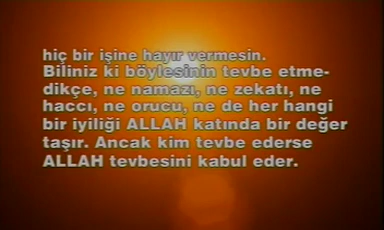 hiç bir işine hayır vermesin.
Biliniz ki böylesinin tevbe etme-
dikçe, ne namazı, ne zekatı, ne
haccı, ne orucu, ne de her hangi
bir iyiliği ALLAH katında bir değer
taşır. Ancak kim tevbe ederse
ALLAH tevbesini kabul eder.